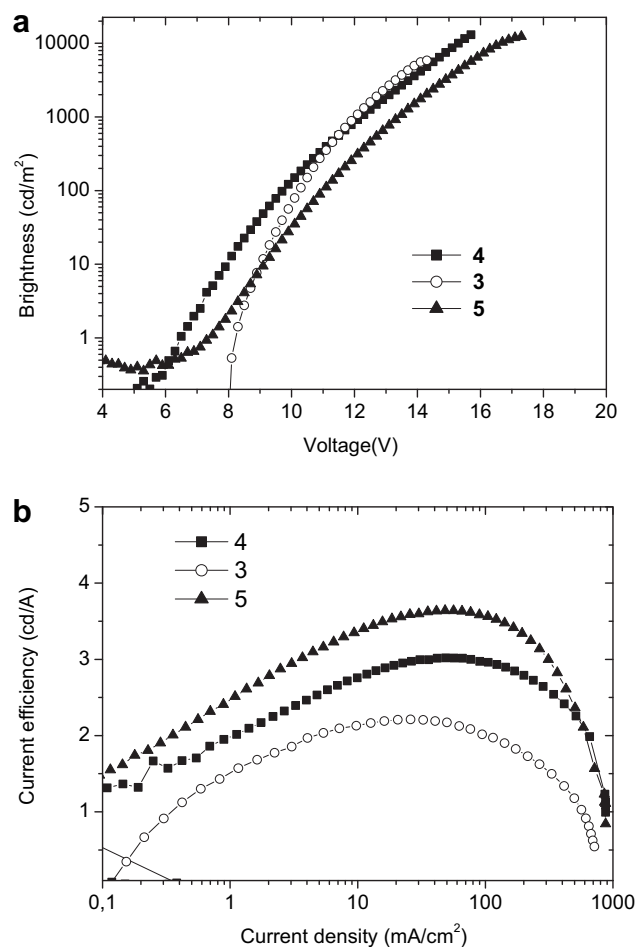 a
10000
1000
100
10
1
Brightness (cd/m²)
4
3
5
4 6 8 10 12 14 16 18 20
Voltage(V)
b
5
4
3
2
1
Current efficiency (cd/A)
4
3
5
0,1 1 10 100 1000
Current density (mA/cm²)